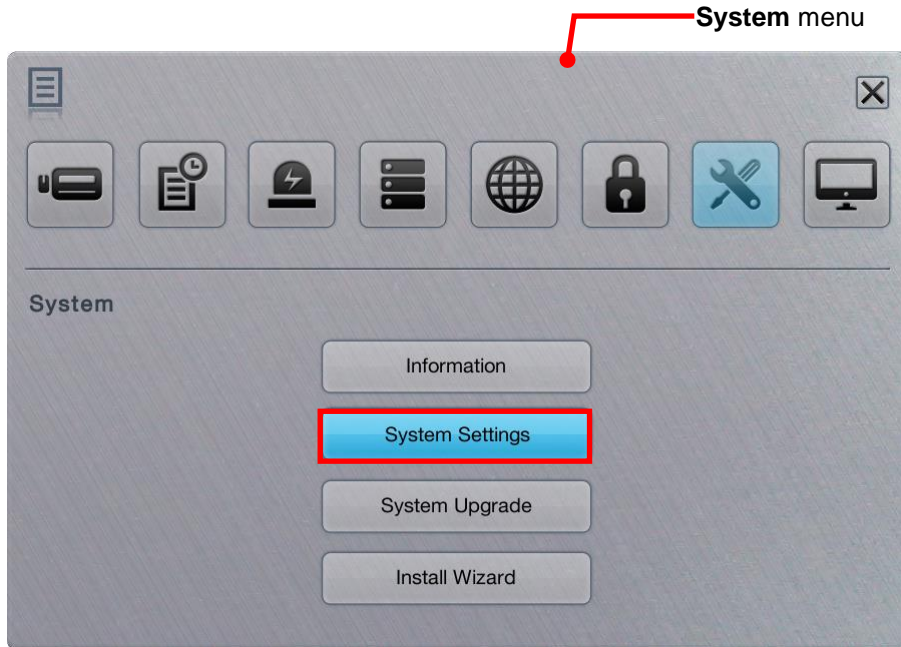 System menu
System
Information
System Settings
System Upgrade
Install Wizard